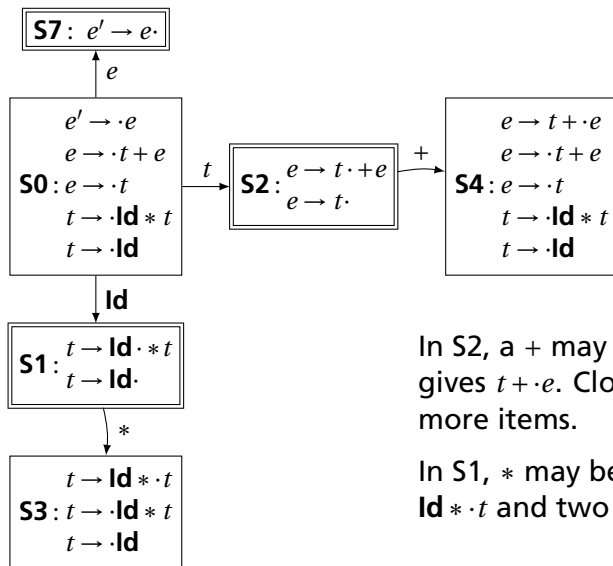 S7: e′ → e·
e
e′ → ·e
e → ·t + e
S0: e → ·t
t → ·Id ∗ t
t → ·Id
t
S2: e → t· + e
e → t·
+
e → t + ·e
e → ·t + e
S4: e → ·t
t → ·Id ∗ t
t → ·Id
Id
S1: t → Id· ∗ t
t → Id·
∗
t → Id ∗ ·t
S3: t → ·Id ∗ t
t → ·Id
In S2, a + may
gives t + ·e. Clo
more items.
In S1, ∗ may be
Id ∗ ·t and two